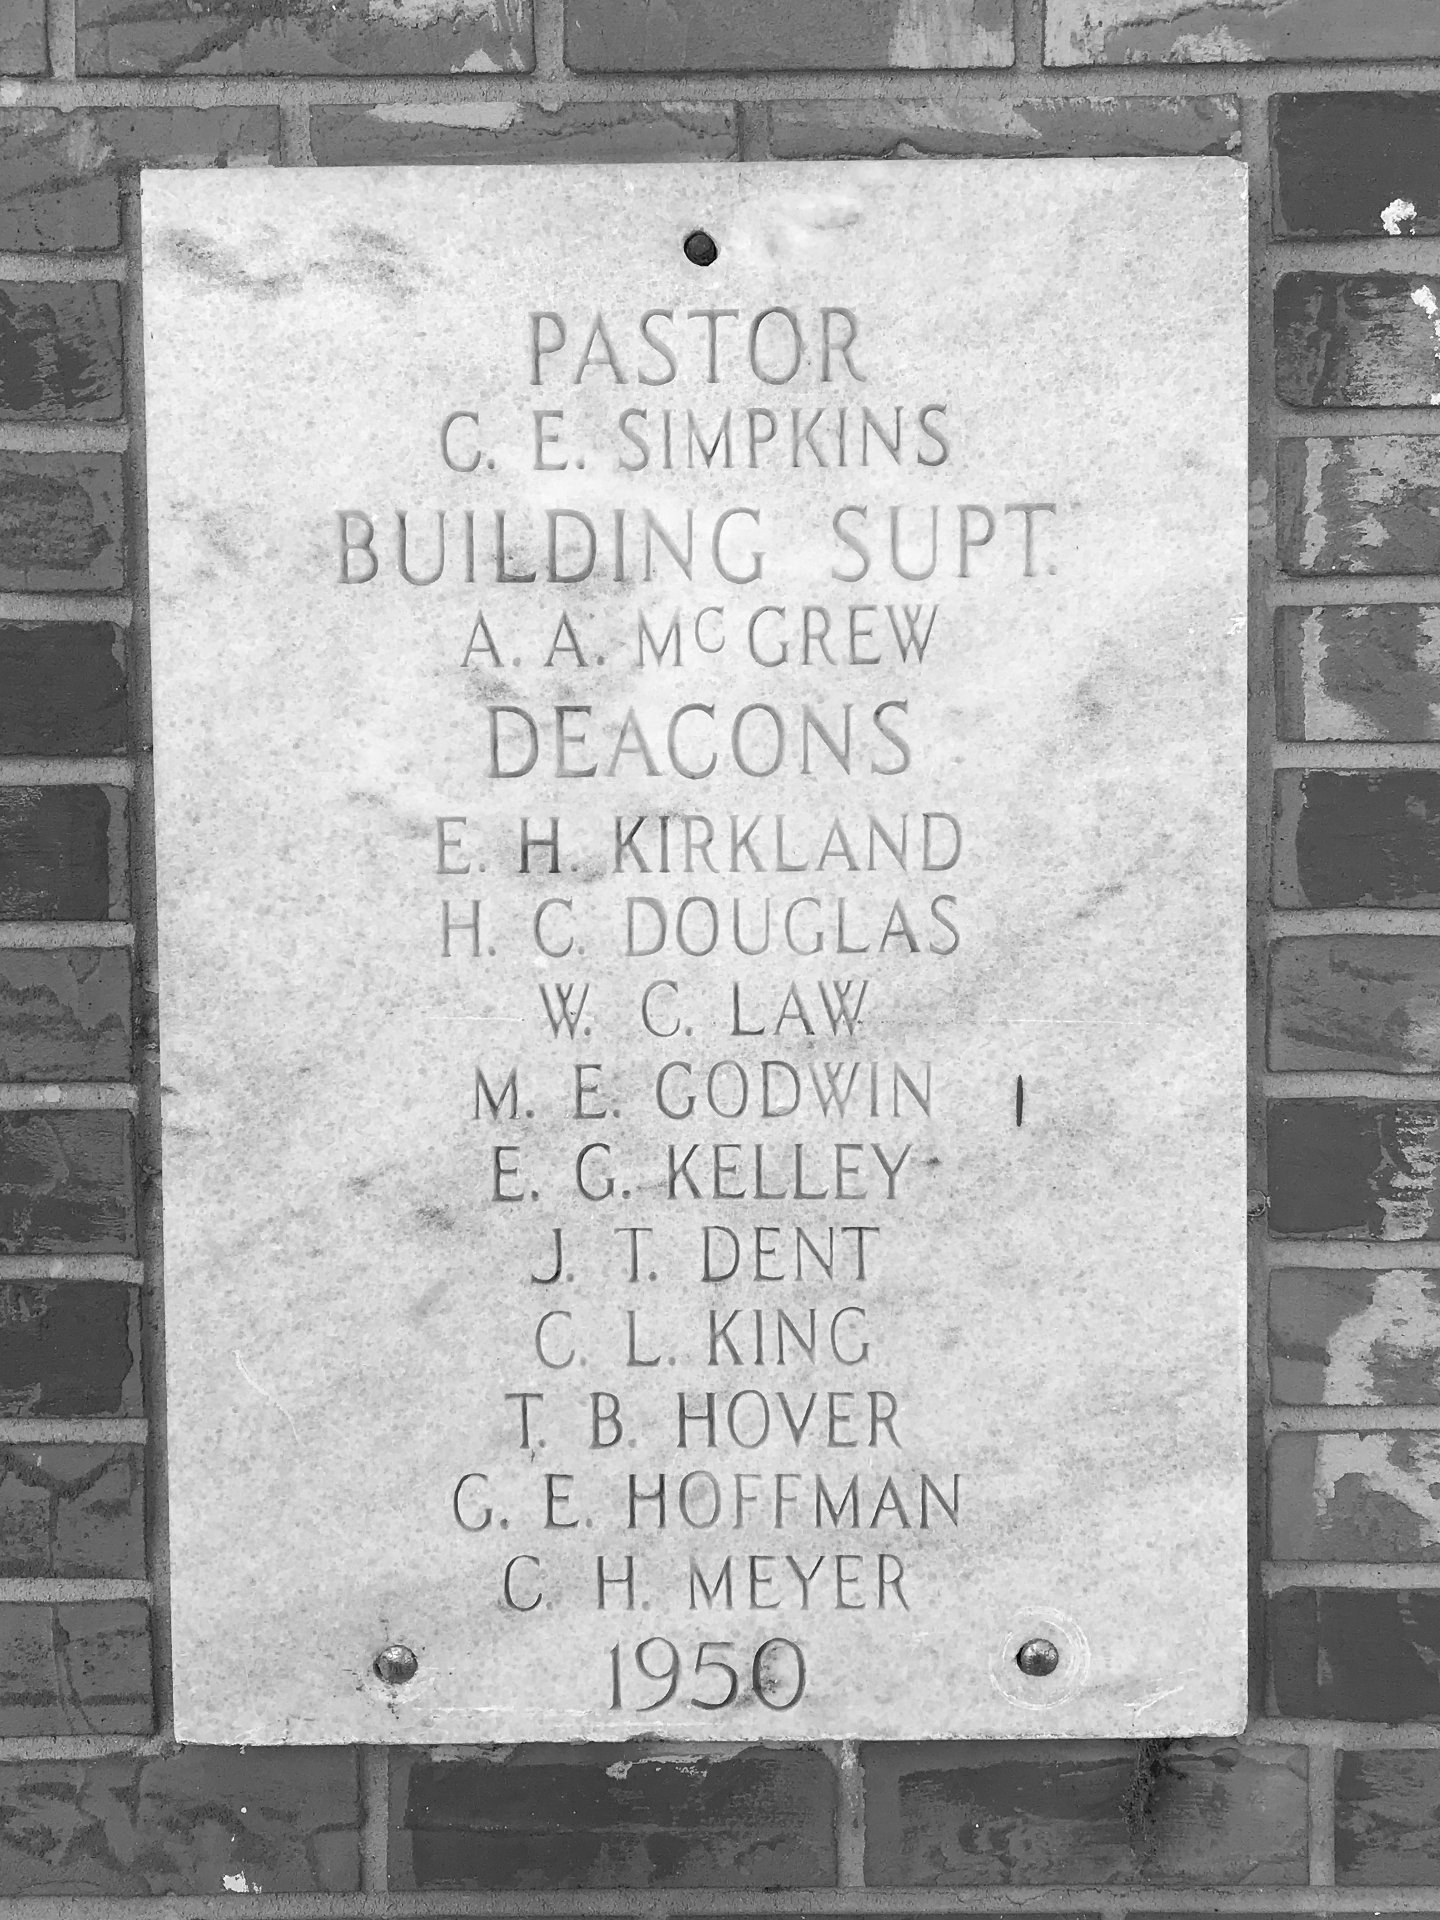 PASTOR
C. E. SIMPKINS
BUILDING SUPT.
A. A. McGREW
DEACONS
E. H. KIRKLAND
H. C. DOUGLAS
W. C. LAW
M. E. GODWIN
E. G. KELLEY
J. T. DENT
C. L. KING
T. B. HOVER
G. E. HOFFMAN
C. H. MEYER
1950